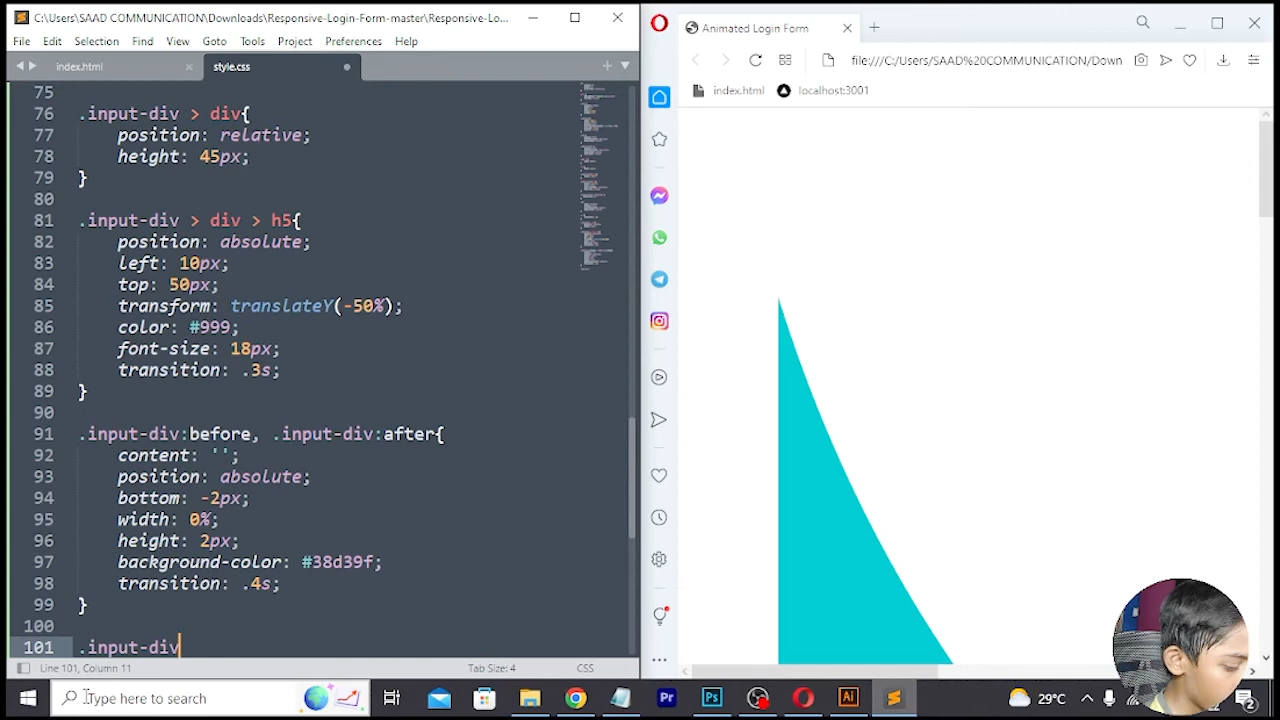 C:\Users\SAAD COMMUNICATION\Downloads\Responsive-Login-Form-master\Responsive-Lo...
File Edit Selection Find View Goto Tools Project Preferences Help
index.html
style.css
75
76 .input-div > div{
77 position: relative;
78 height: 45px;
79 }
80
81 .input-div > div > h5{
82 position: absolute;
83 left: 10px;
84 top: 50px;
85 transform: translateY(-50%);
86 color: #999;
87 font-size: 18px;
88 transition: .3s;
89 }
90
91 .input-div:before, .input-div:after{
92 content: '';
93 position: absolute;
94 bottom: -2px;
95 width: 0%;
96 height: 2px;
97 background-color: #38d39f;
98 transition: .4s;
99 }
100
101 .input-div
Line 101, Column 11
Tab Size: 4
CSS
Animated Login Form
file:///C:/Users/SAAD%20COMMUNICATION/Down
index.html
localhost:3001
Type here to search
Pr
Ps
Ai
29°C
2